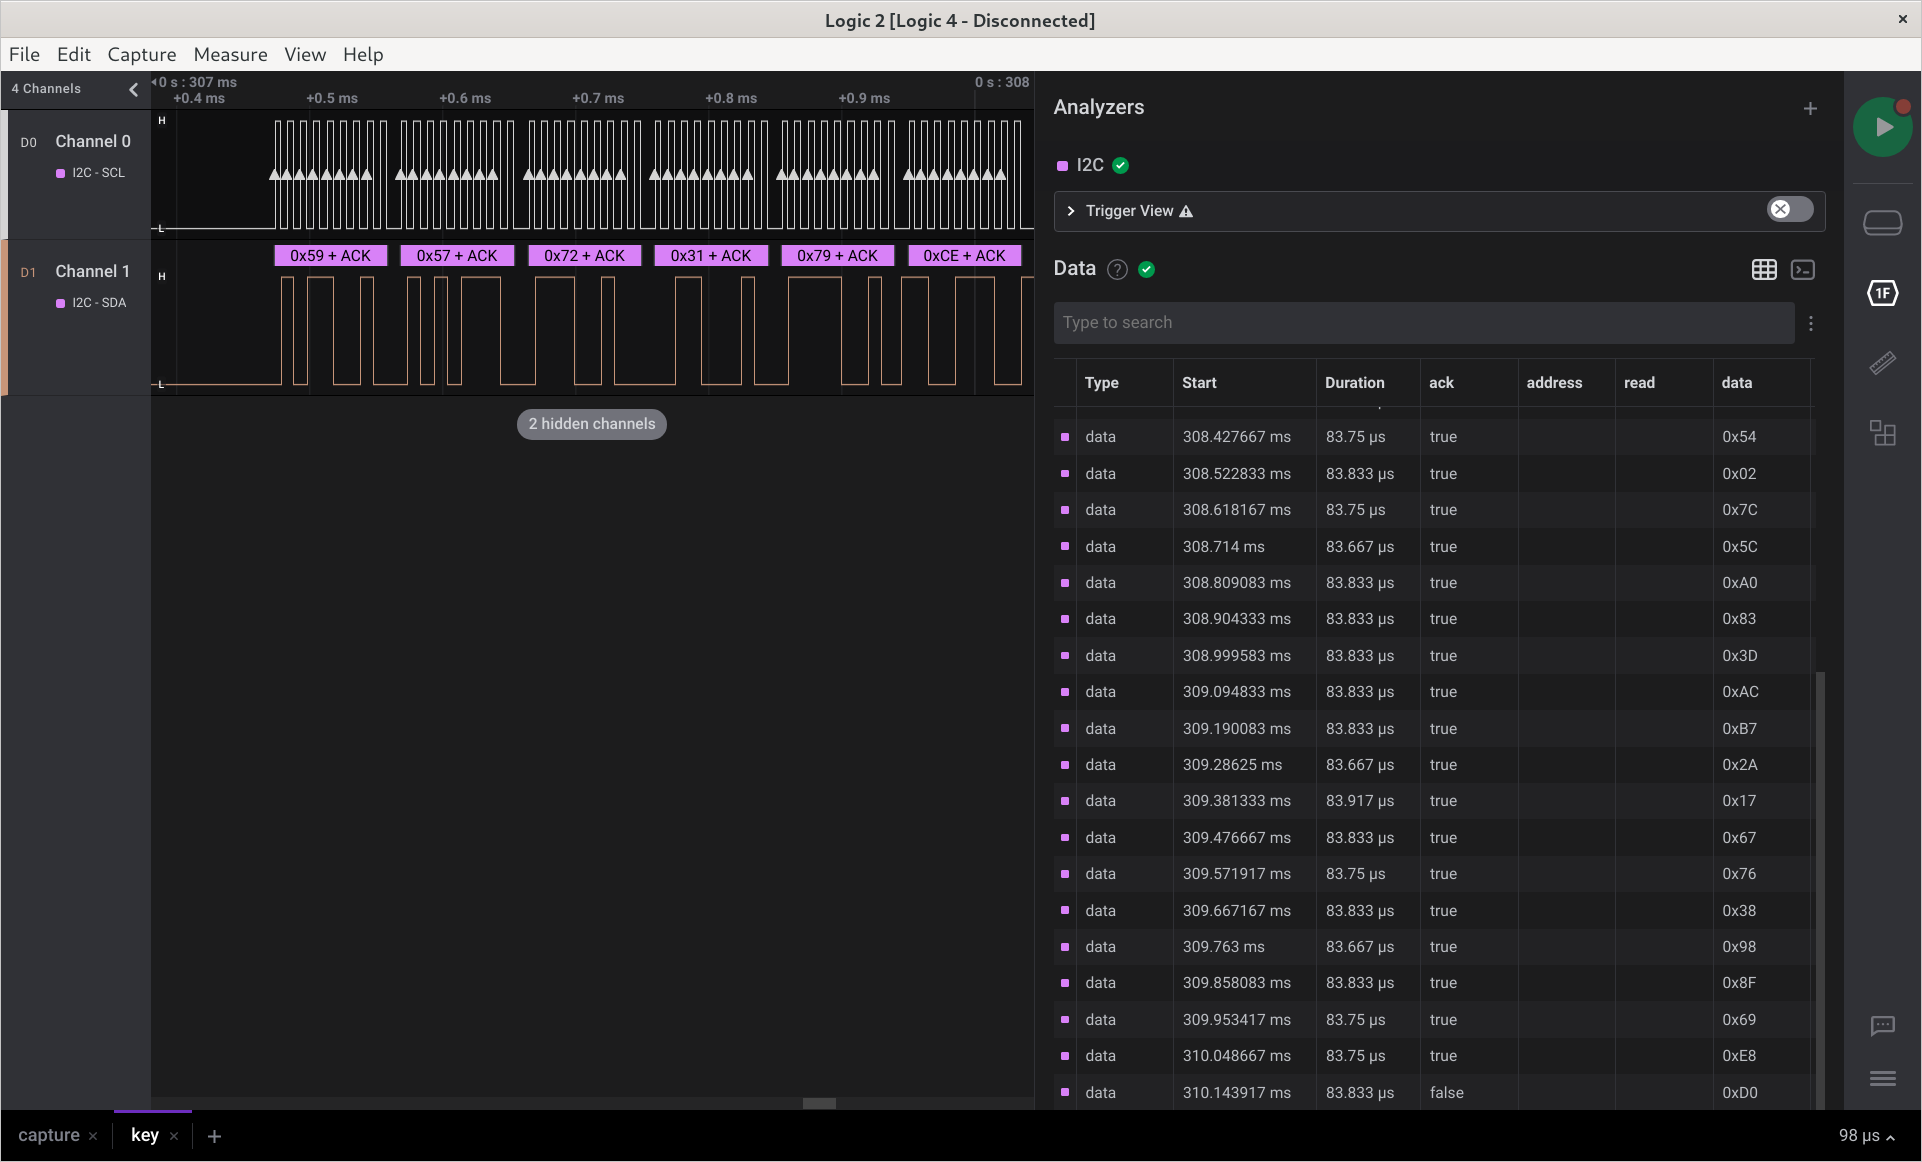 Logic 2 [Logic 4 - Disconnected]
File Edit Capture Measure View Help
4 Channels
0 s : 307 ms 0 s : 308
+0.4 ms +0.5 ms +0.6 ms +0.7 ms +0.8 ms +0.9 ms
H
D0 Channel 0
I2C - SCL
L
0x59 + ACK 0x57 + ACK 0x72 + ACK 0x31 + ACK 0x79 + ACK 0xCE + ACK
D1 Channel 1
H
I2C - SDA
L
2 hidden channels
Analyzers
I2C
Trigger View
Data
Type to search
1F
Type Start Duration ack address read data
data 308.427667 ms 83.75 µs true 0x54
data 308.522833 ms 83.833 µs true 0x02
data 308.618167 ms 83.75 µs true 0x7C
data 308.714 ms 83.667 µs true 0x5C
data 308.809083 ms 83.833 µs true 0xA0
data 308.904333 ms 83.833 µs true 0x83
data 308.999583 ms 83.833 µs true 0x3D
data 309.094833 ms 83.833 µs true 0xAC
data 309.190083 ms 83.833 µs true 0xB7
data 309.28625 ms 83.667 µs true 0x2A
data 309.381333 ms 83.917 µs true 0x17
data 309.476667 ms 83.833 µs true 0x67
data 309.571917 ms 83.75 µs true 0x76
data 309.667167 ms 83.833 µs true 0x38
data 309.763 ms 83.667 µs true 0x98
data 309.858083 ms 83.833 µs true 0x8F
data 309.953417 ms 83.75 µs true 0x69
data 310.048667 ms 83.75 µs true 0xE8
data 310.143917 ms 83.833 µs false 0xD0
capture key
98 µs